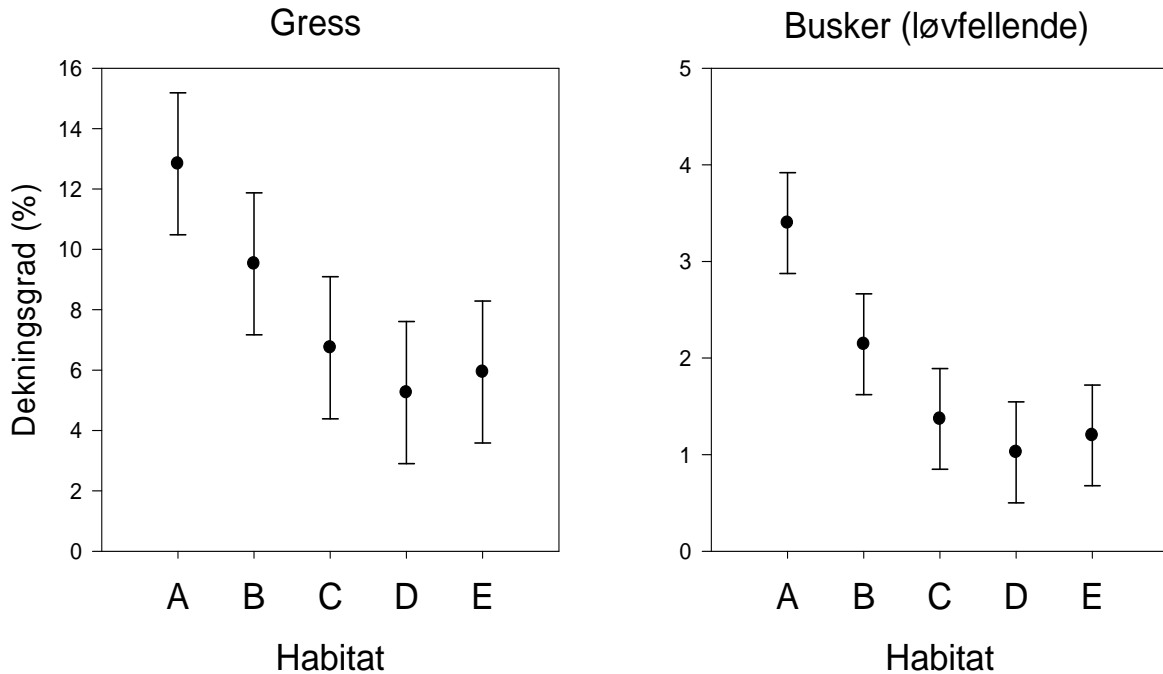 Gress
Dekningsgrad (%)
16
14
12
10
8
6
4
2
0
A B C D E
Habitat
Busker (løvfellende)
5
4
3
2
1
0
A B C D E
Habitat